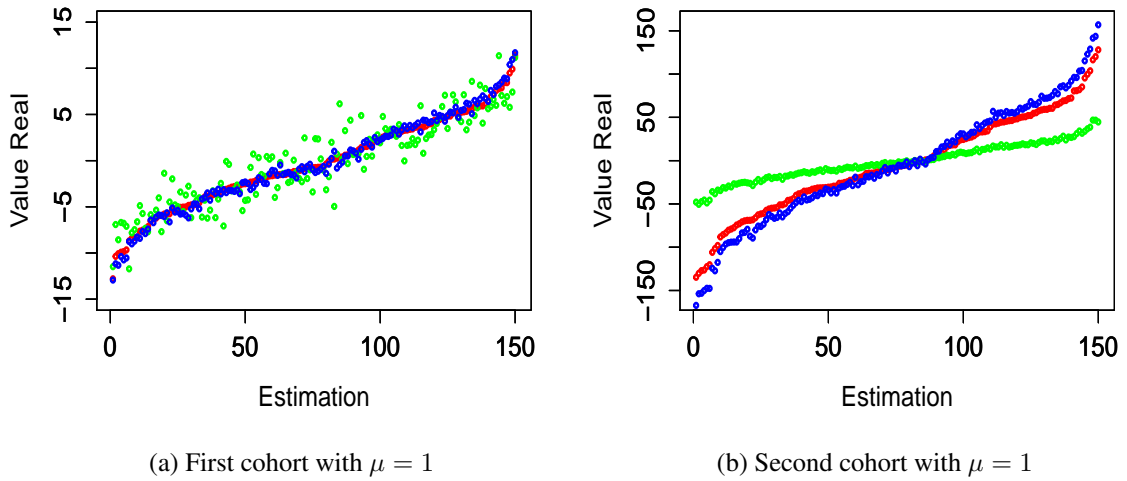 15
5
−5
−15
Value Real
0
50
100
150
Estimation
(a) First cohort with μ = 1
150
50
−50
−150
Value Real
0
50
100
150
Estimation
(b) Second cohort with μ = 1